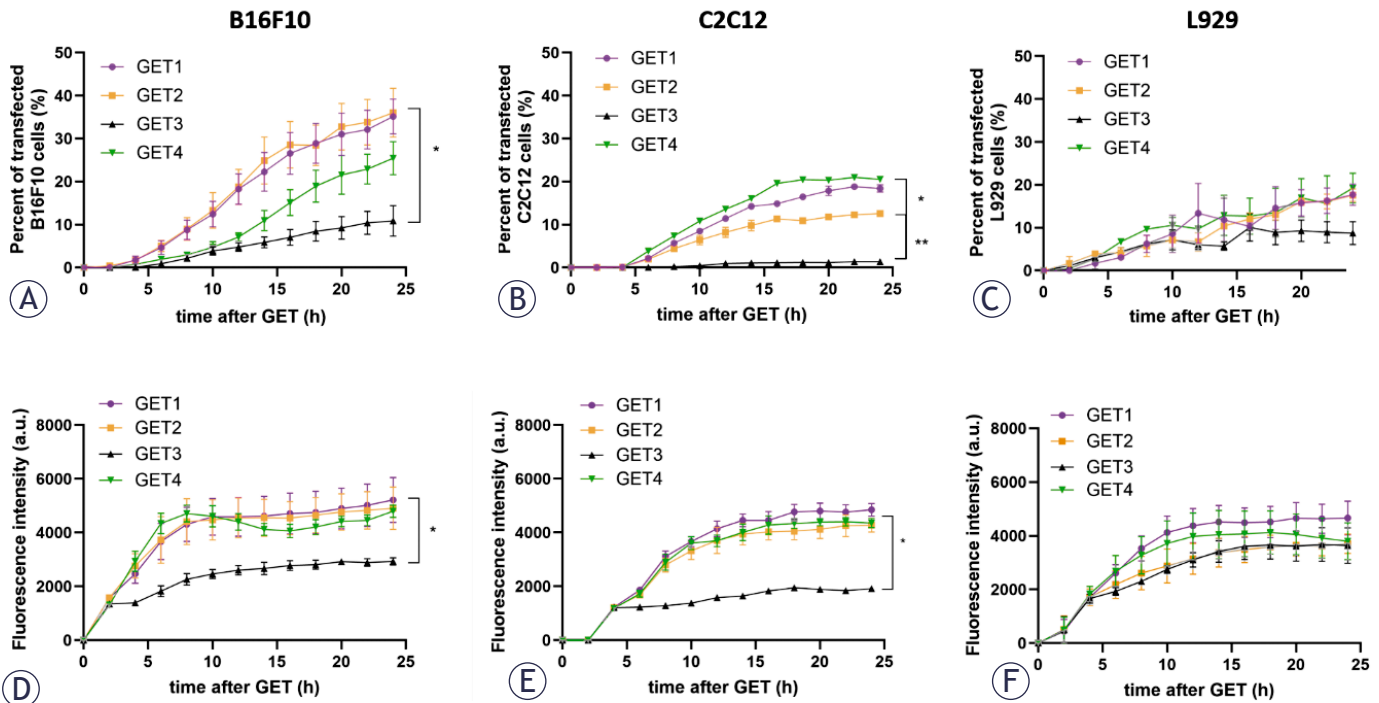 B16F10
C2C12
L929
Percent of transfected
B16F10 cells (%)
50
40
30
20
10
0
GET1
GET2
GET3
GET4
*
0 5 10 15 20 25
time after GET (h)
A
Percent of transfected
C2C12 cells (%)
50
40
30
20
10
0
GET1
GET2
GET3
GET4
*
**
0 5 10 15 20 25
time after GET (h)
B
Percent of transfected
L929 cells (%)
50
40
30
20
10
0
GET1
GET2
GET3
GET4
0 5 10 15 20
time after GET (h)
C
Fluorescence intensity (a.u.)
8000
6000
4000
2000
0
GET1
GET2
GET3
GET4
*
0 5 10 15 20 25
time after GET (h)
D
Fluorescence intensity (a.u.)
8000
6000
4000
2000
0
GET1
GET2
GET3
GET4
*
0 5 10 15 20 25
time after GET (h)
E
Fluorescence intensity (a.u.)
8000
6000
4000
2000
0
GET1
GET2
GET3
GET4
0 5 10 15 20 25
time after GET (h)
F